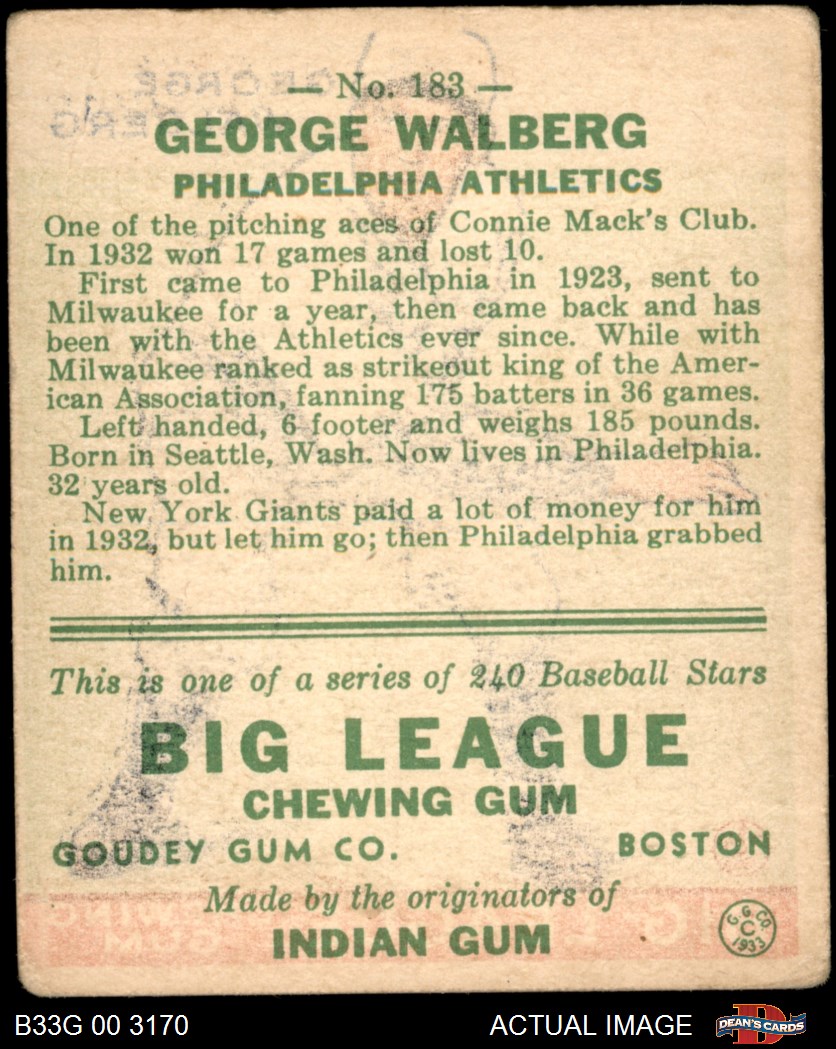 — No. 183 —
GEORGE WALBERG
PHILADELPHIA ATHLETICS
One of the pitching aces of Connie Mack's Club.
In 1932 won 17 games and lost 10.
First came to Philadelphia in 1923, sent to
Milwaukee for a year, then came back and has
been with the Athletics ever since. While with
Milwaukee ranked as strikeout king of the Amer-
ican Association, fanning 175 batters in 36 games.
Left handed, 6 footer and weighs 185 pounds.
Born in Seattle, Wash. Now lives in Philadelphia.
32 years old.
New York Giants paid a lot of money for him
in 1932, but let him go; then Philadelphia grabbed
him.
This is one of a series of 240 Baseball Stars
BIG LEAGUE
CHEWING GUM
GOUDEY GUM CO. BOSTON
Made by the originators of
INDIAN GUM
G. G. CO.
C
1933
B33G 00 3170 ACTUAL IMAGE
D
DEAN'S CARDS